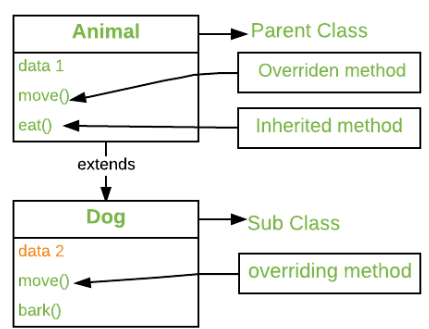 Animal
Parent Class
data 1
Overriden method
move()
eat()
Inherited method
extends
Dog
Sub Class
data 2
move()
overriding method
bark()